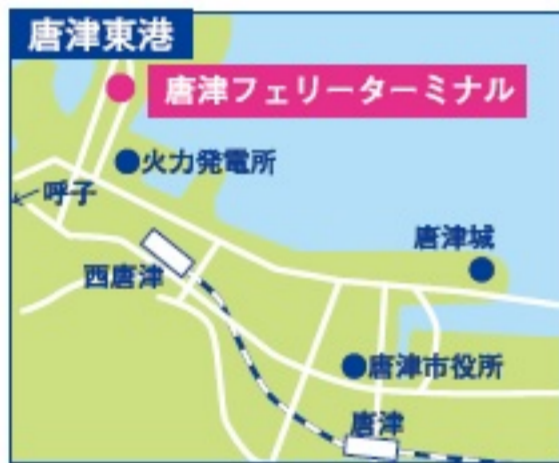 唐津東港
唐津フェリーターミナル
火力発電所
呼子
唐津城
西唐津
唐津市役所
唐津